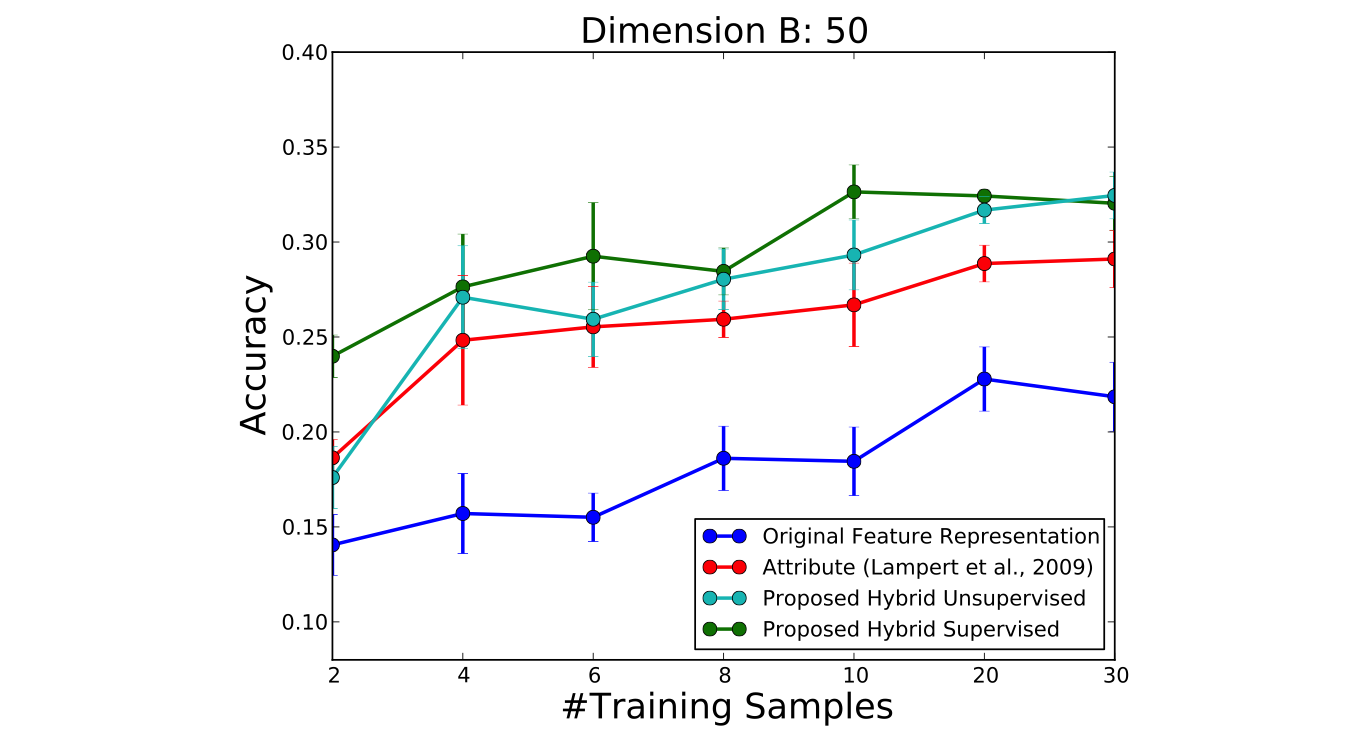 Dimension B: 50
0.40
0.35
0.30
0.25
0.20
0.15
0.10
Accuracy
Original Feature Representation
Attribute (Lampert et al., 2009)
Proposed Hybrid Unsupervised
Proposed Hybrid Supervised
2 4 6 8 10 20 30
#Training Samples